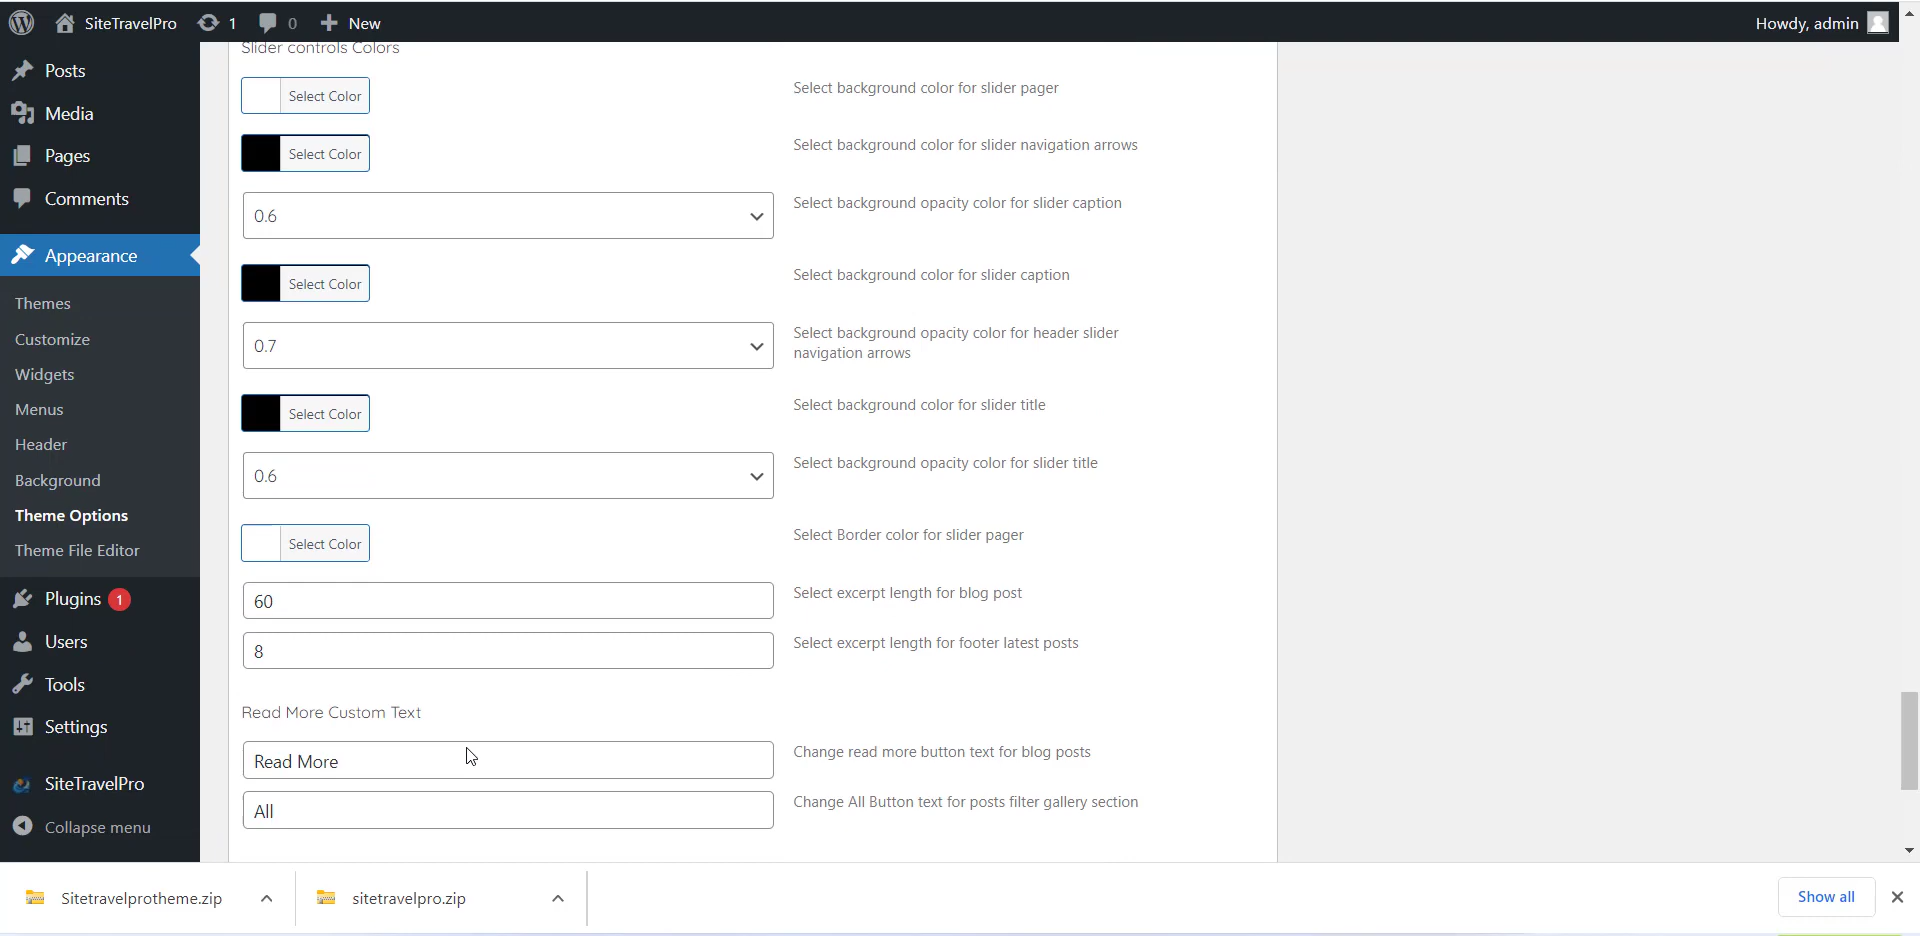 SiteTravelPro 1 0 New Howdy, admin
Posts
Media
Pages
Comments
Appearance
Themes
Customize
Widgets
Menus
Header
Background
Theme Options
Theme File Editor
Plugins 1
Users
Tools
Settings
SiteTravelPro
Collapse menu
Slider controls Colors
Select Color Select background color for slider pager
Select Color Select background color for slider navigation arrows
0.6 Select background opacity color for slider caption
Select Color Select background color for slider caption
0.7 Select background opacity color for header slider
navigation arrows
Select Color Select background color for slider title
0.6 Select background opacity color for slider title
Select Color Select Border color for slider pager
60 Select excerpt length for blog post
8 Select excerpt length for footer latest posts
Read More Custom Text
Read More Change read more button text for blog posts
All Change All Button text for posts filter gallery section
Sitetravelprotheme.zip sitetravelpro.zip Show all